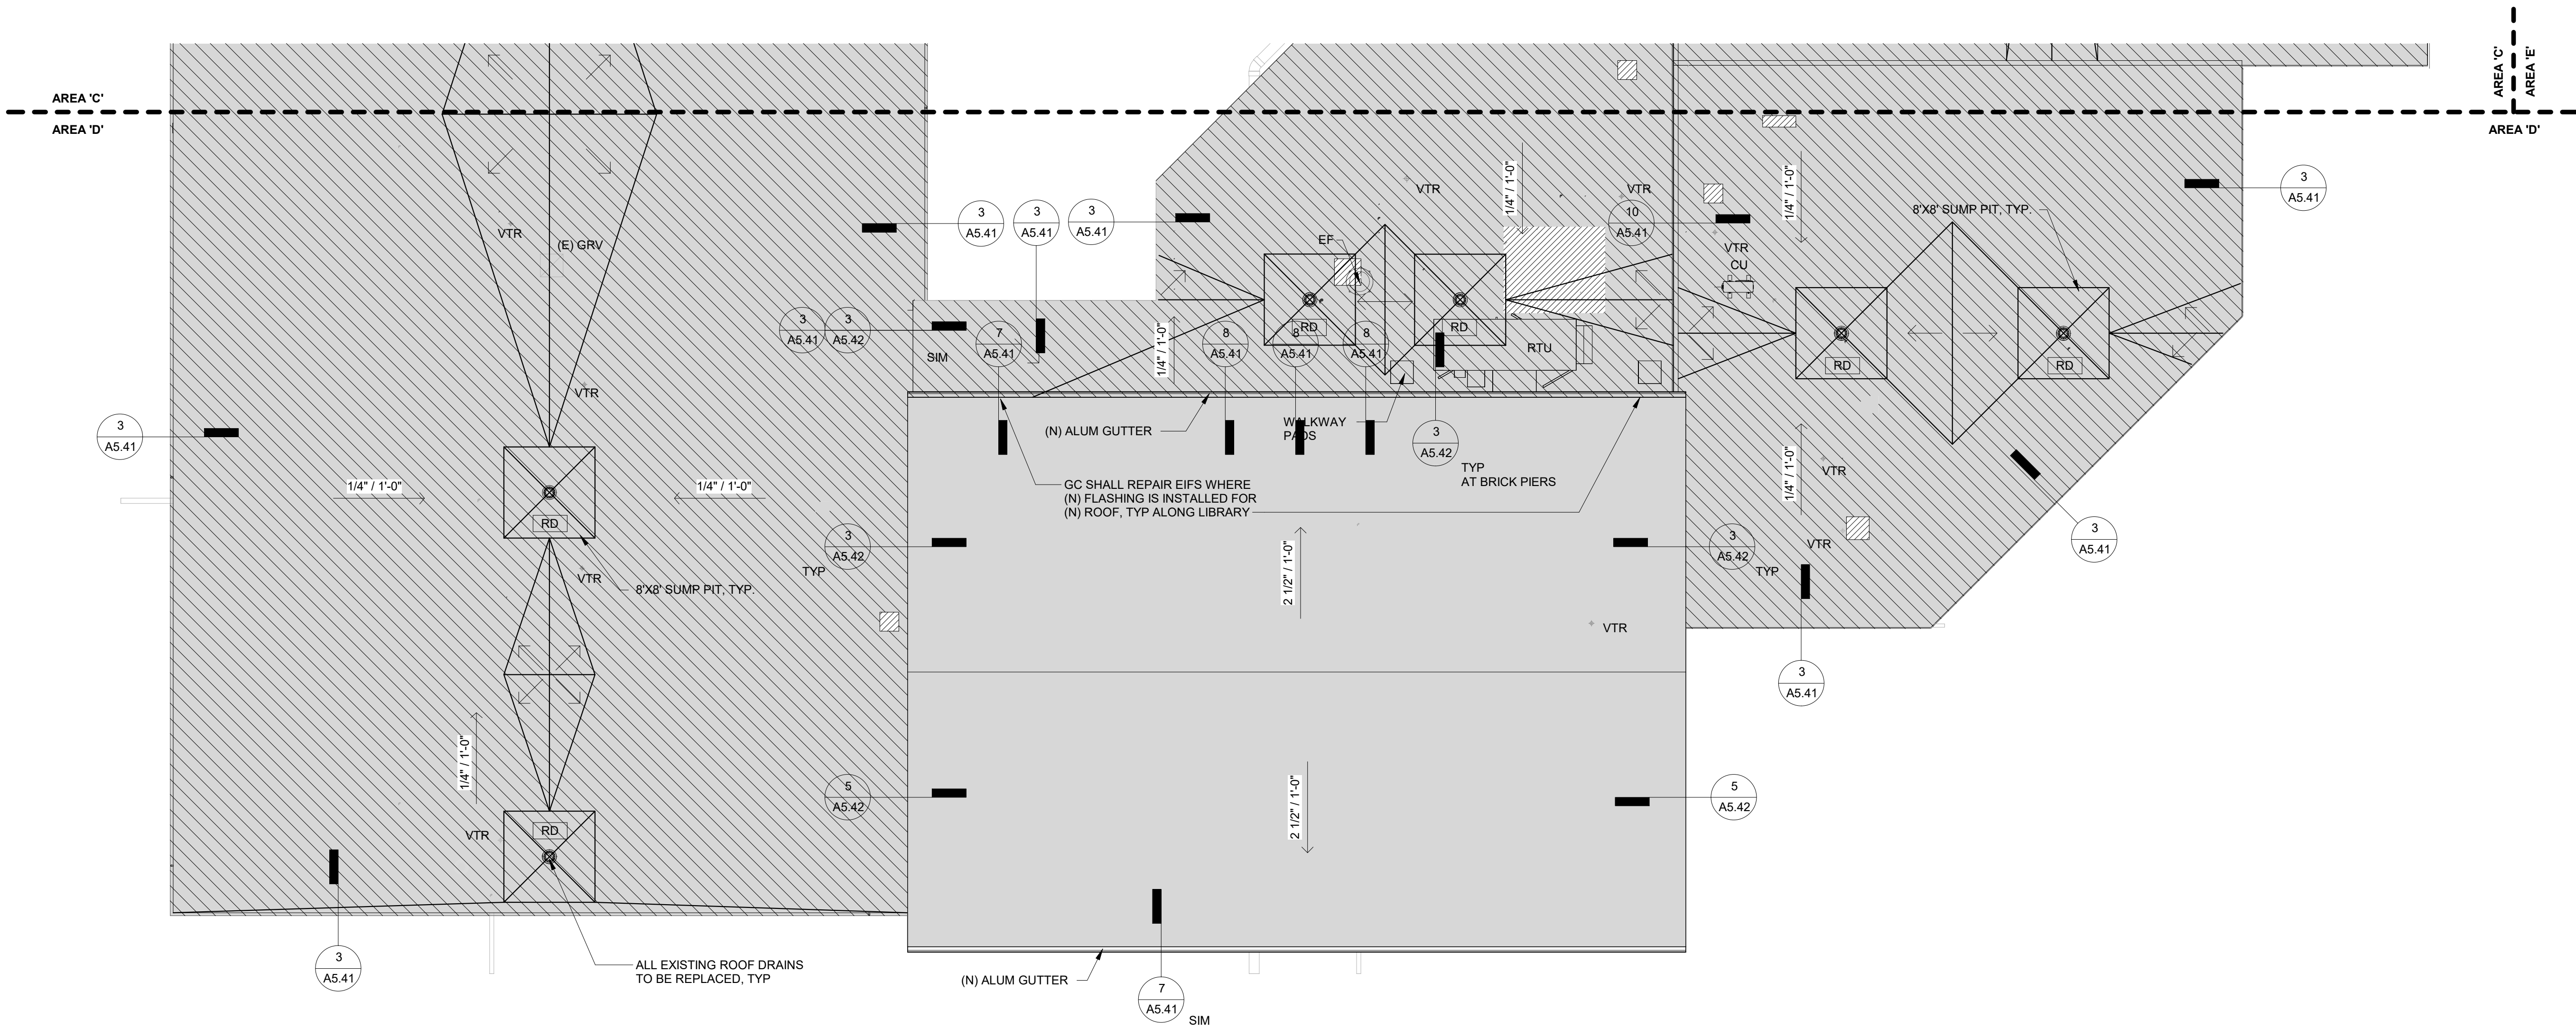 AREA 'C'
AREA 'D'
AREA 'C'
AREA 'E'
AREA 'D'
VTR
(E) GRV
3
A5.41
3
A5.41
3
A5.41
VTR
1/4" / 1'-0"
VTR
10
A5.41
1/4" / 1'-0"
8'X8' SUMP PIT, TYP.
3
A5.41
EF
VTR
CU
3
A5.41
3
A5.42
SIM
7
A5.41
1/4" / 1'-0"
8
A5.41
8
A5.41
RD
8
A5.41
RD
RTU
RD
RD
VTR
3
A5.41
(N) ALUM GUTTER
WALKWAY
PADS
3
A5.42
TYP
AT BRICK PIERS
1/4" / 1'-0"
VTR
1/4" / 1'-0"
1/4" / 1'-0"
RD
GC SHALL REPAIR EIFS WHERE
(N) FLASHING IS INSTALLED FOR
(N) ROOF, TYP ALONG LIBRARY
3
A5.42
TYP
2 1/2" / 1'-0"
3
A5.42
TYP
VTR
3
A5.41
VTR
8'X8' SUMP PIT, TYP.
VTR
3
A5.41
1/4" / 1'-0"
5
A5.42
2 1/2" / 1'-0"
5
A5.42
VTR
RD
3
A5.41
ALL EXISTING ROOF DRAINS
TO BE REPLACED, TYP
(N) ALUM GUTTER
7
A5.41
SIM